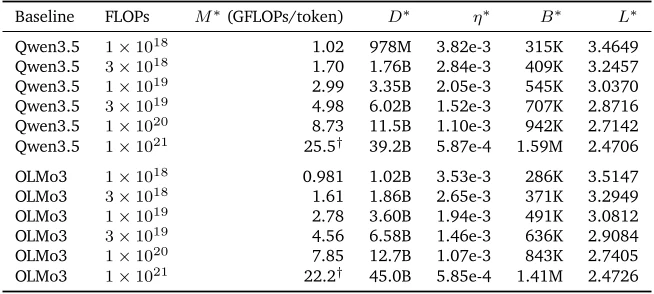 Baseline FLOPs M* (GFLOPs/token) D* η* B* L*
Qwen3.5 1 × 10^18 1.02 978M 3.82e-3 315K 3.4649
Qwen3.5 3 × 10^18 1.70 1.76B 2.84e-3 409K 3.2457
Qwen3.5 1 × 10^19 2.99 3.35B 2.05e-3 545K 3.0370
Qwen3.5 3 × 10^19 4.98 6.02B 1.52e-3 707K 2.8716
Qwen3.5 1 × 10^20 8.73 11.5B 1.10e-3 942K 2.7142
Qwen3.5 1 × 10^21 25.5† 39.2B 5.87e-4 1.59M 2.4706
OLMo3 1 × 10^18 0.981 1.02B 3.53e-3 286K 3.5147
OLMo3 3 × 10^18 1.61 1.86B 2.65e-3 371K 3.2949
OLMo3 1 × 10^19 2.78 3.60B 1.94e-3 491K 3.0812
OLMo3 3 × 10^19 4.56 6.58B 1.46e-3 636K 2.9084
OLMo3 1 × 10^20 7.85 12.7B 1.07e-3 843K 2.7405
OLMo3 1 × 10^21 22.2† 45.0B 5.85e-4 1.41M 2.4726